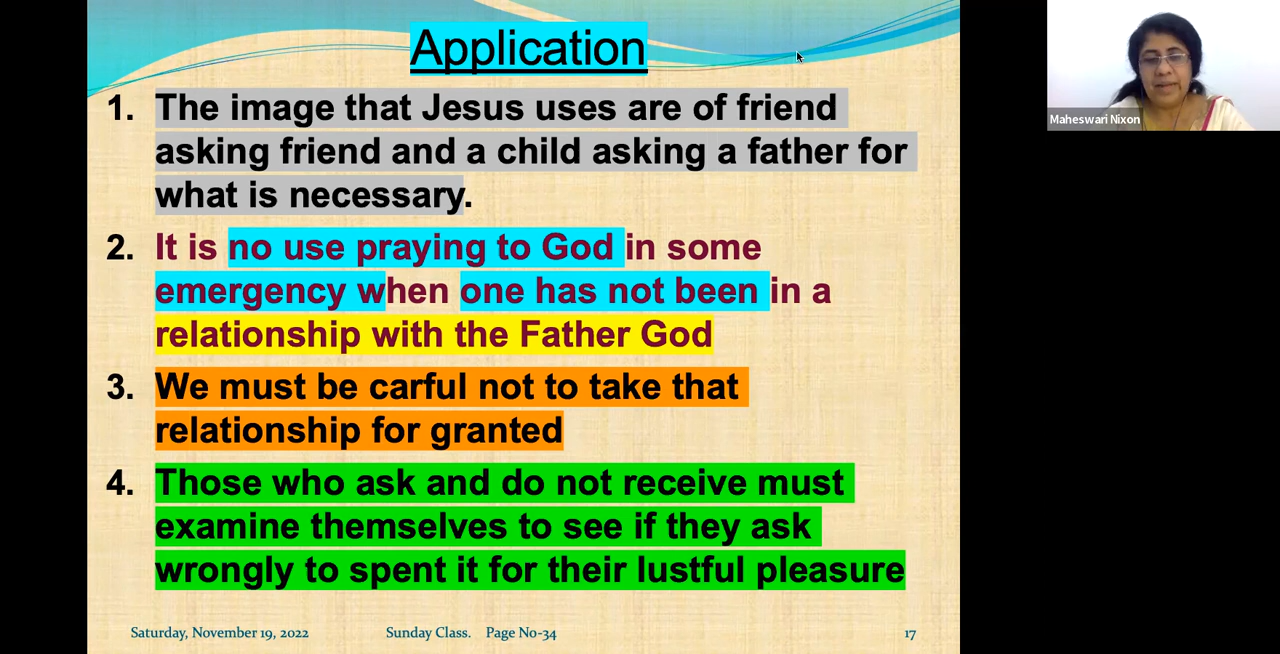 Application
1. The image that Jesus uses are of friend
asking friend and a child asking a father for
what is necessary.
2. It is no use praying to God in some
emergency when one has not been in a
relationship with the Father God
3. We must be carful not to take that
relationship for granted
4. Those who ask and do not receive must
examine themselves to see if they ask
wrongly to spent it for their lustful pleasure
Saturday, November 19, 2022 Sunday Class. Page No-34 17
Maheswari Nixon